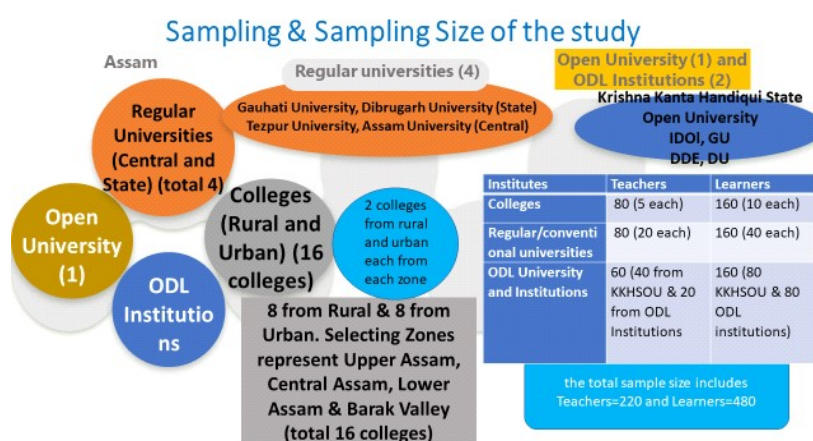 Sampling & Sampling Size of the study
Assam
Regular
Universities
(Central and
State) (total 4)
Open
University
(1)
ODL
Institutio
ns
Regular universities (4)
Gauhati University, Dibrugarh University (State)
Tezpur University, Assam University (Central)
Colleges
(Rural and
Urban) (16
colleges)
2 colleges
from rural
and urban
each from
each zone
8 from Rural & 8 from
Urban. Selecting Zones
represent Upper Assam,
Central Assam, Lower
Assam & Barak Valley
(total 16 colleges)
Open University (1) and
ODL Institutions (2)
Krishna Kanta Handiqui State
Open University
IDOl, GU
DDE, DU
Institutes Teachers Learners
Colleges 80 (5 each) 160 (10 each)
Regular/conventi 80 (20 each) 160 (40 each)
onal universities
ODL University 60 (40 from 160 (80
and Institutions KKHSOU & 20 KKHSOU & 80
from ODL ODL
Institutions institutions)
the total sample size includes
Teachers=220 and Learners=480